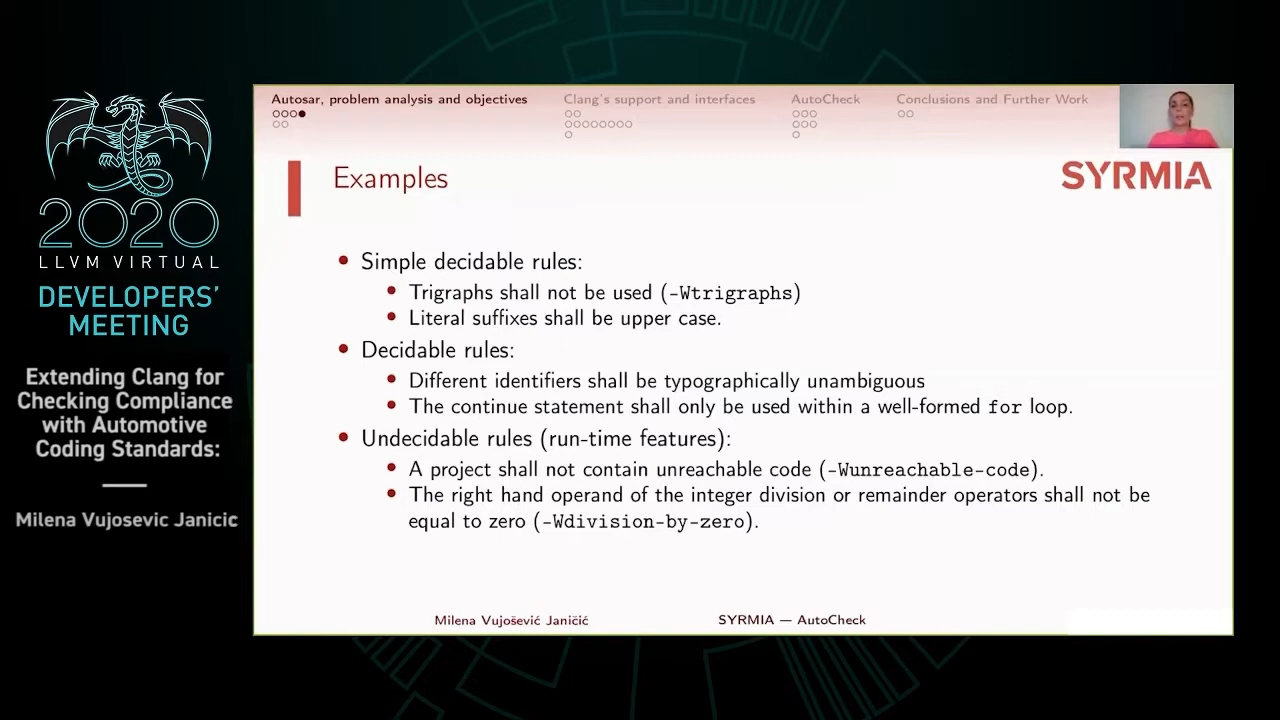 2020
LLVM VIRTUAL
DEVELOPERS'
MEETING
Extending Clang for
Checking Compliance
with Automotive
Coding Standards:
Milena Vujosevic Janicic
Autosar, problem analysis and objectives
Clang's support and interfaces
AutoCheck
Conclusions and Further Work
SYRMIA
Examples
• Simple decidable rules:
• Trigraphs shall not be used (-Wtrigraphs)
• Literal suffixes shall be upper case.
• Decidable rules:
• Different identifiers shall be typographically unambiguous
• The continue statement shall only be used within a well-formed for loop.
• Undecidable rules (run-time features):
• A project shall not contain unreachable code (-Wunreachable-code).
• The right hand operand of the integer division or remainder operators shall not be
equal to zero (-Wdivision-by-zero).
Milena Vujošević Janičić
SYRMIA — AutoCheck